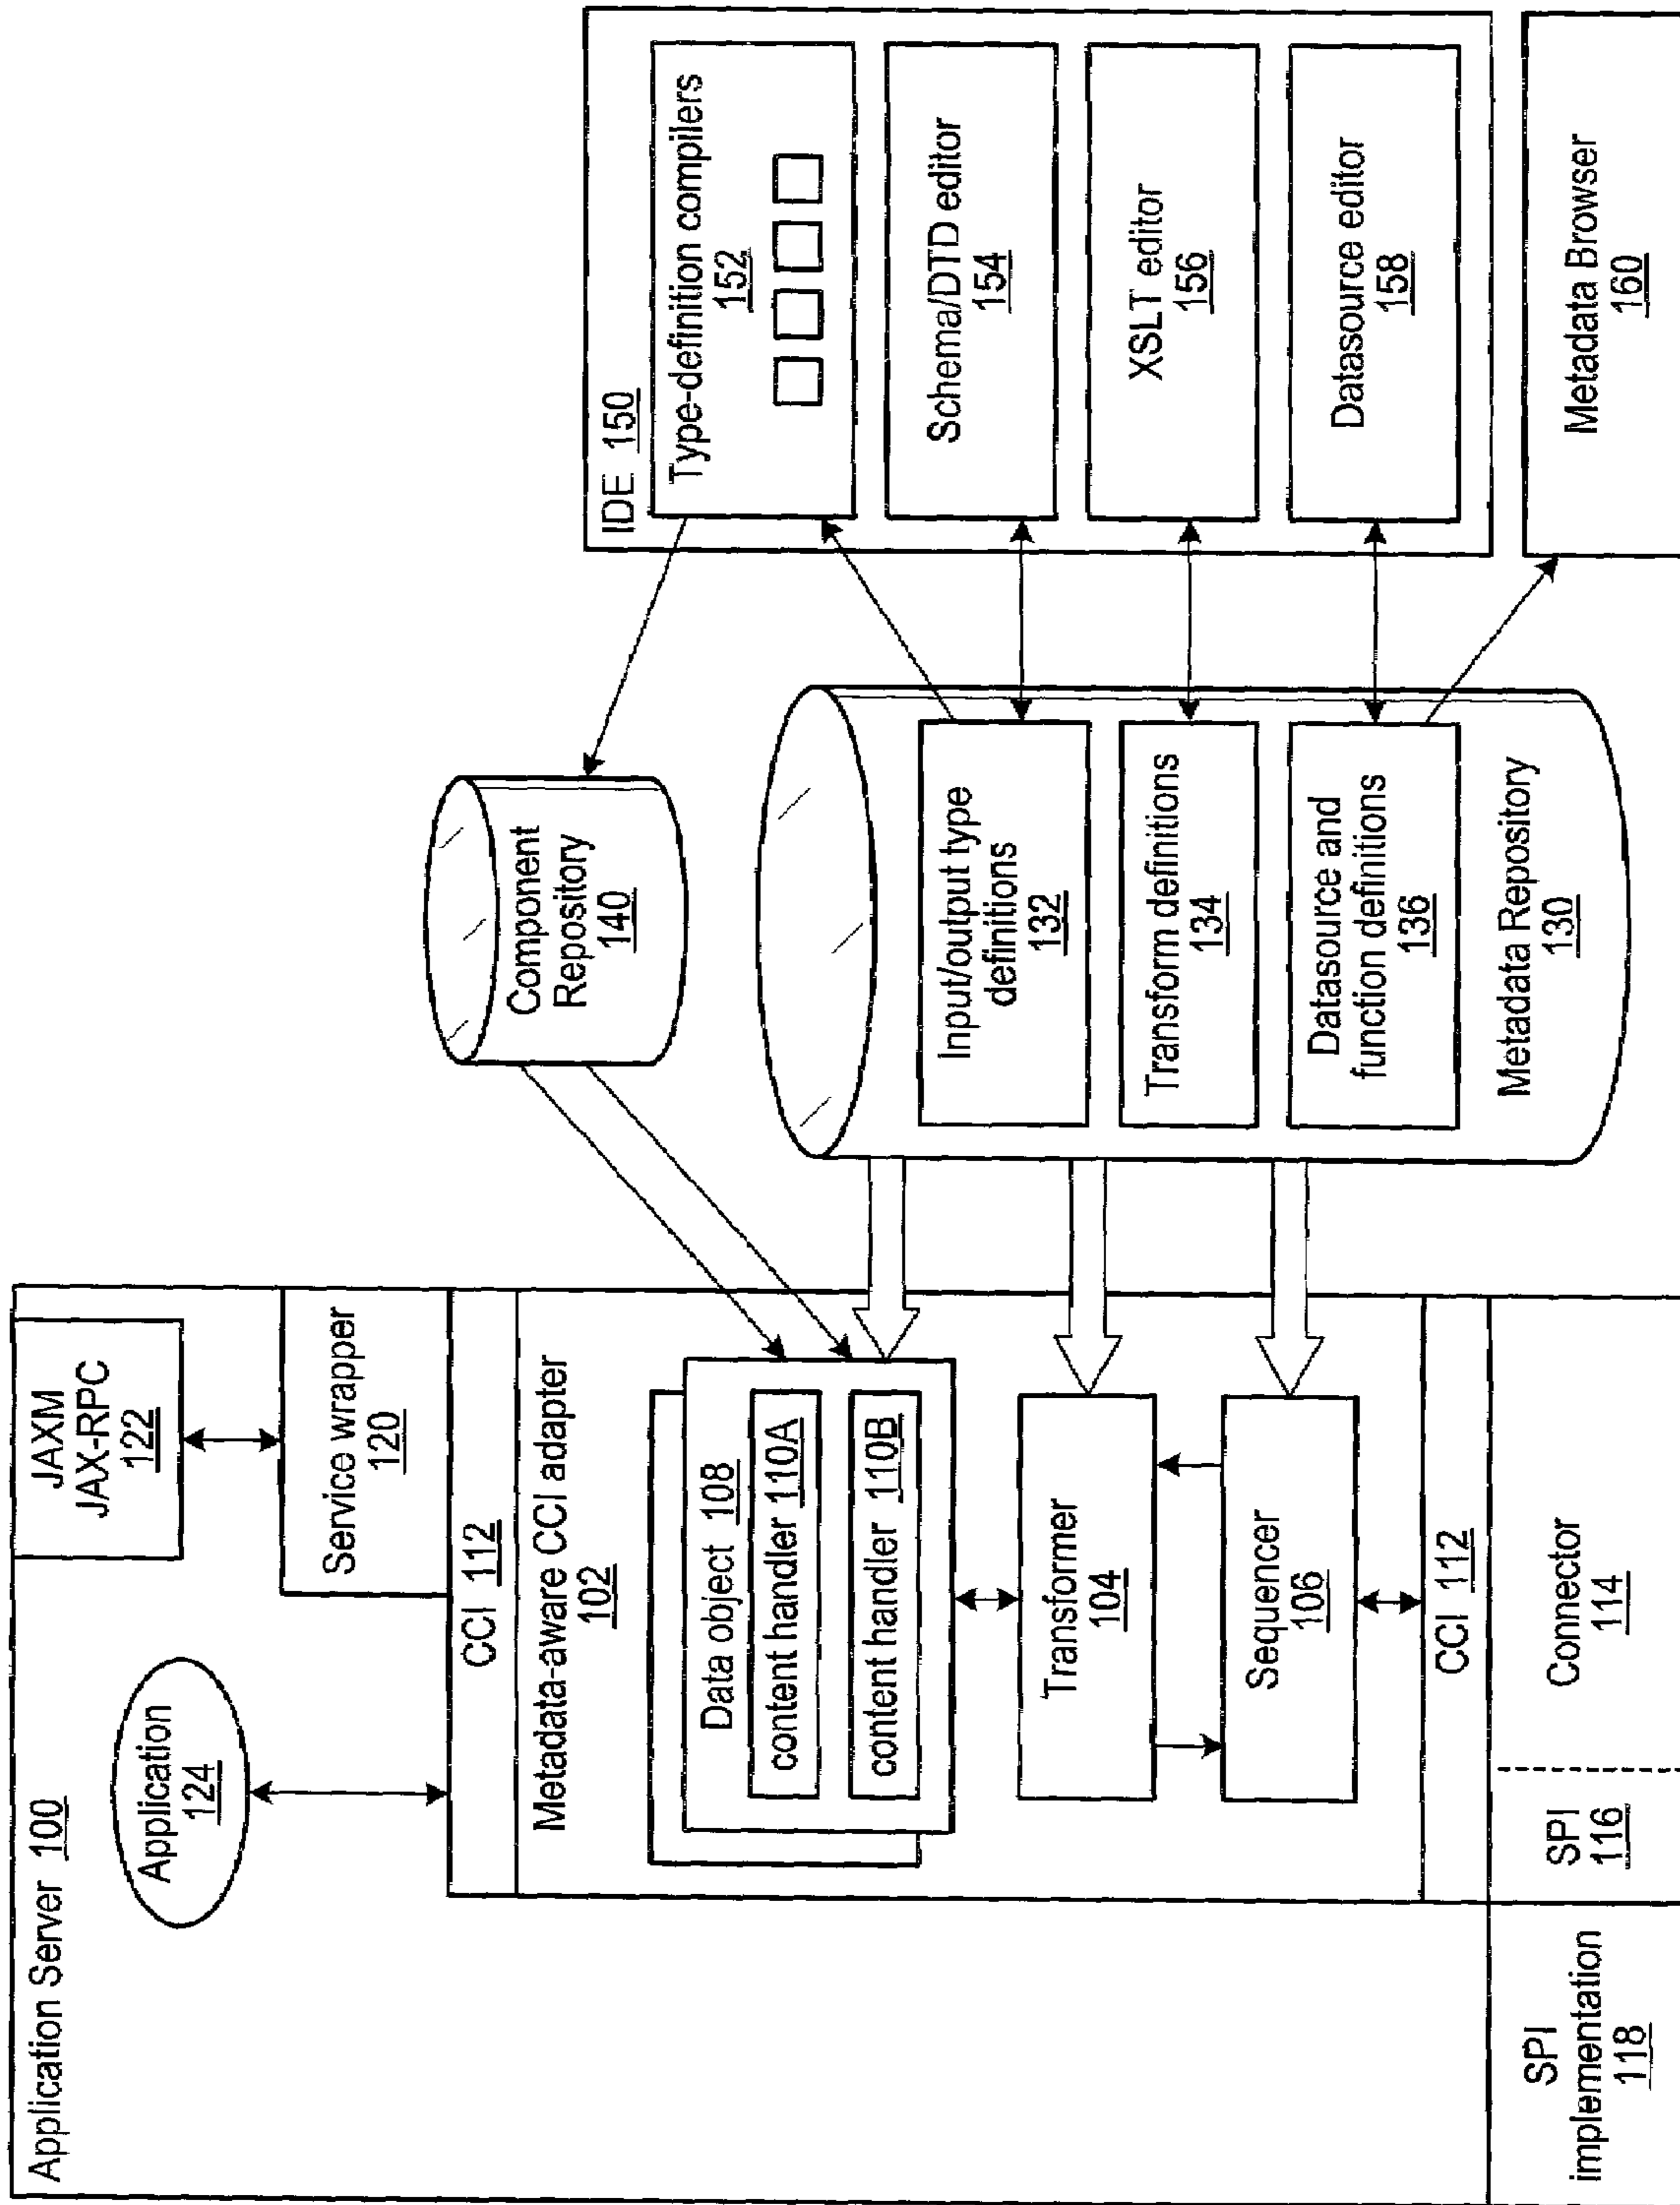 Application Server 100
Application
124
JAXM
JAX-RPC
122
Service wrapper
120
CCI 112
Metadata-aware CCI adapter
102
Data object 108
content handler 110A
content handler 110B
Transformer
104
Sequencer
106
CCI 112
SPI
implementation
118
SPI
116
Connector
114
Component
Repository
140
Input/output type
definitions
132
Transform definitions
134
Datasource and
function definitions
136
Metadata Repository
130
IDE 150
Type-definition compilers
152
Schema/DTD editor
154
XSLT editor
156
Datasource editor
158
Metadata Browser
160